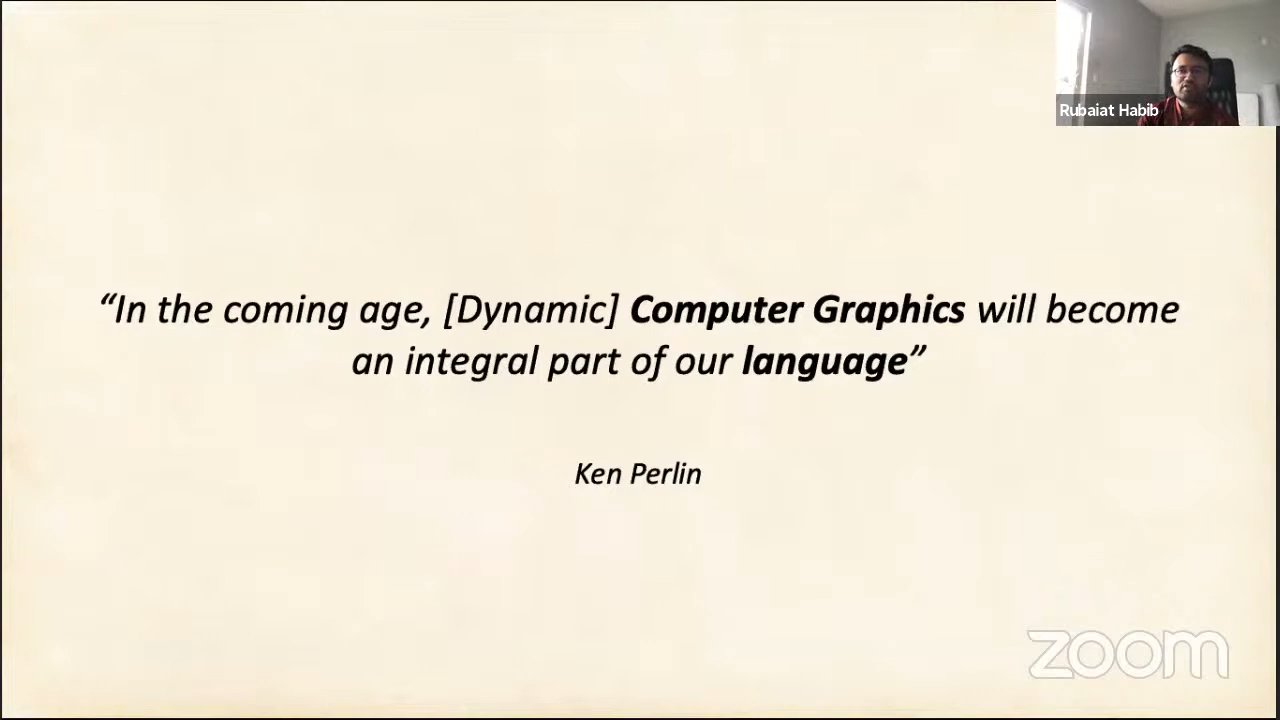 Rubaiat Habib
“In the coming age, [Dynamic] Computer Graphics will become
an integral part of our language”
Ken Perlin
zoom